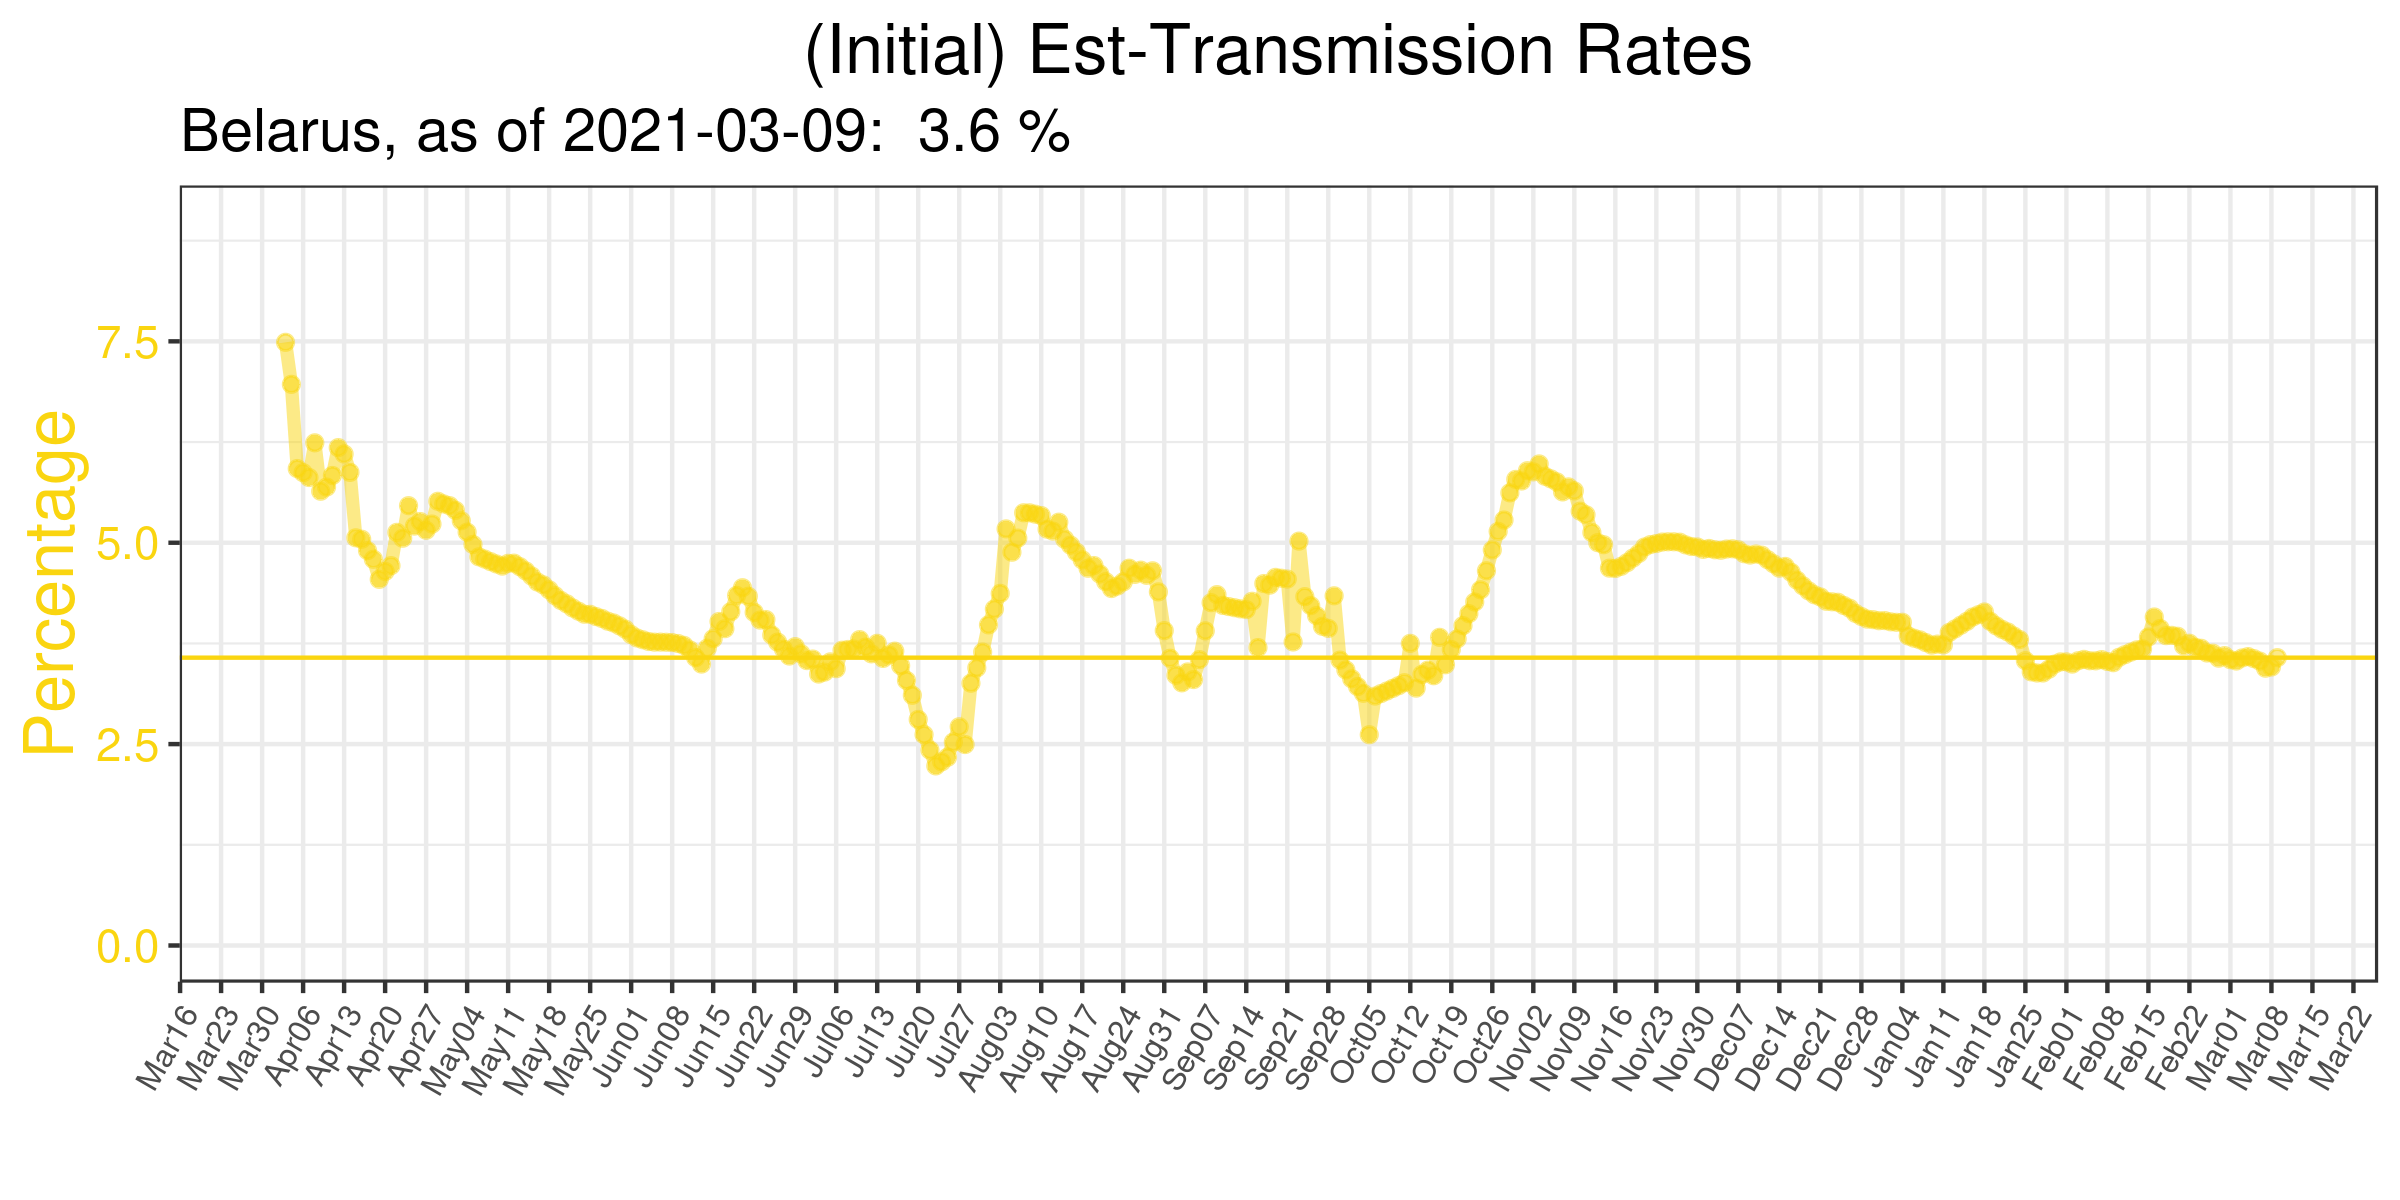 (Initial) Est-Transmission Rates
Belarus, as of 2021-03-09:  3.6 %
Percentage
7.5
5.0
2.5
0.0
Mar16 Mar23 Mar30 Apr06 Apr13 Apr20 Apr27 May04 May11 May18 May25 Jun01 Jun08 Jun15 Jun22 Jun29 Jul06 Jul13 Jul20 Jul27 Aug03 Aug10 Aug17 Aug24 Aug31 Sep07 Sep14 Sep21 Sep28 Oct05 Oct12 Oct19 Oct26 Nov02 Nov09 Nov16 Nov23 Nov30 Dec07 Dec14 Dec21 Dec28 Jan04 Jan11 Jan18 Jan25 Feb01 Feb08 Feb15 Feb22 Mar01 Mar08 Mar15 Mar22